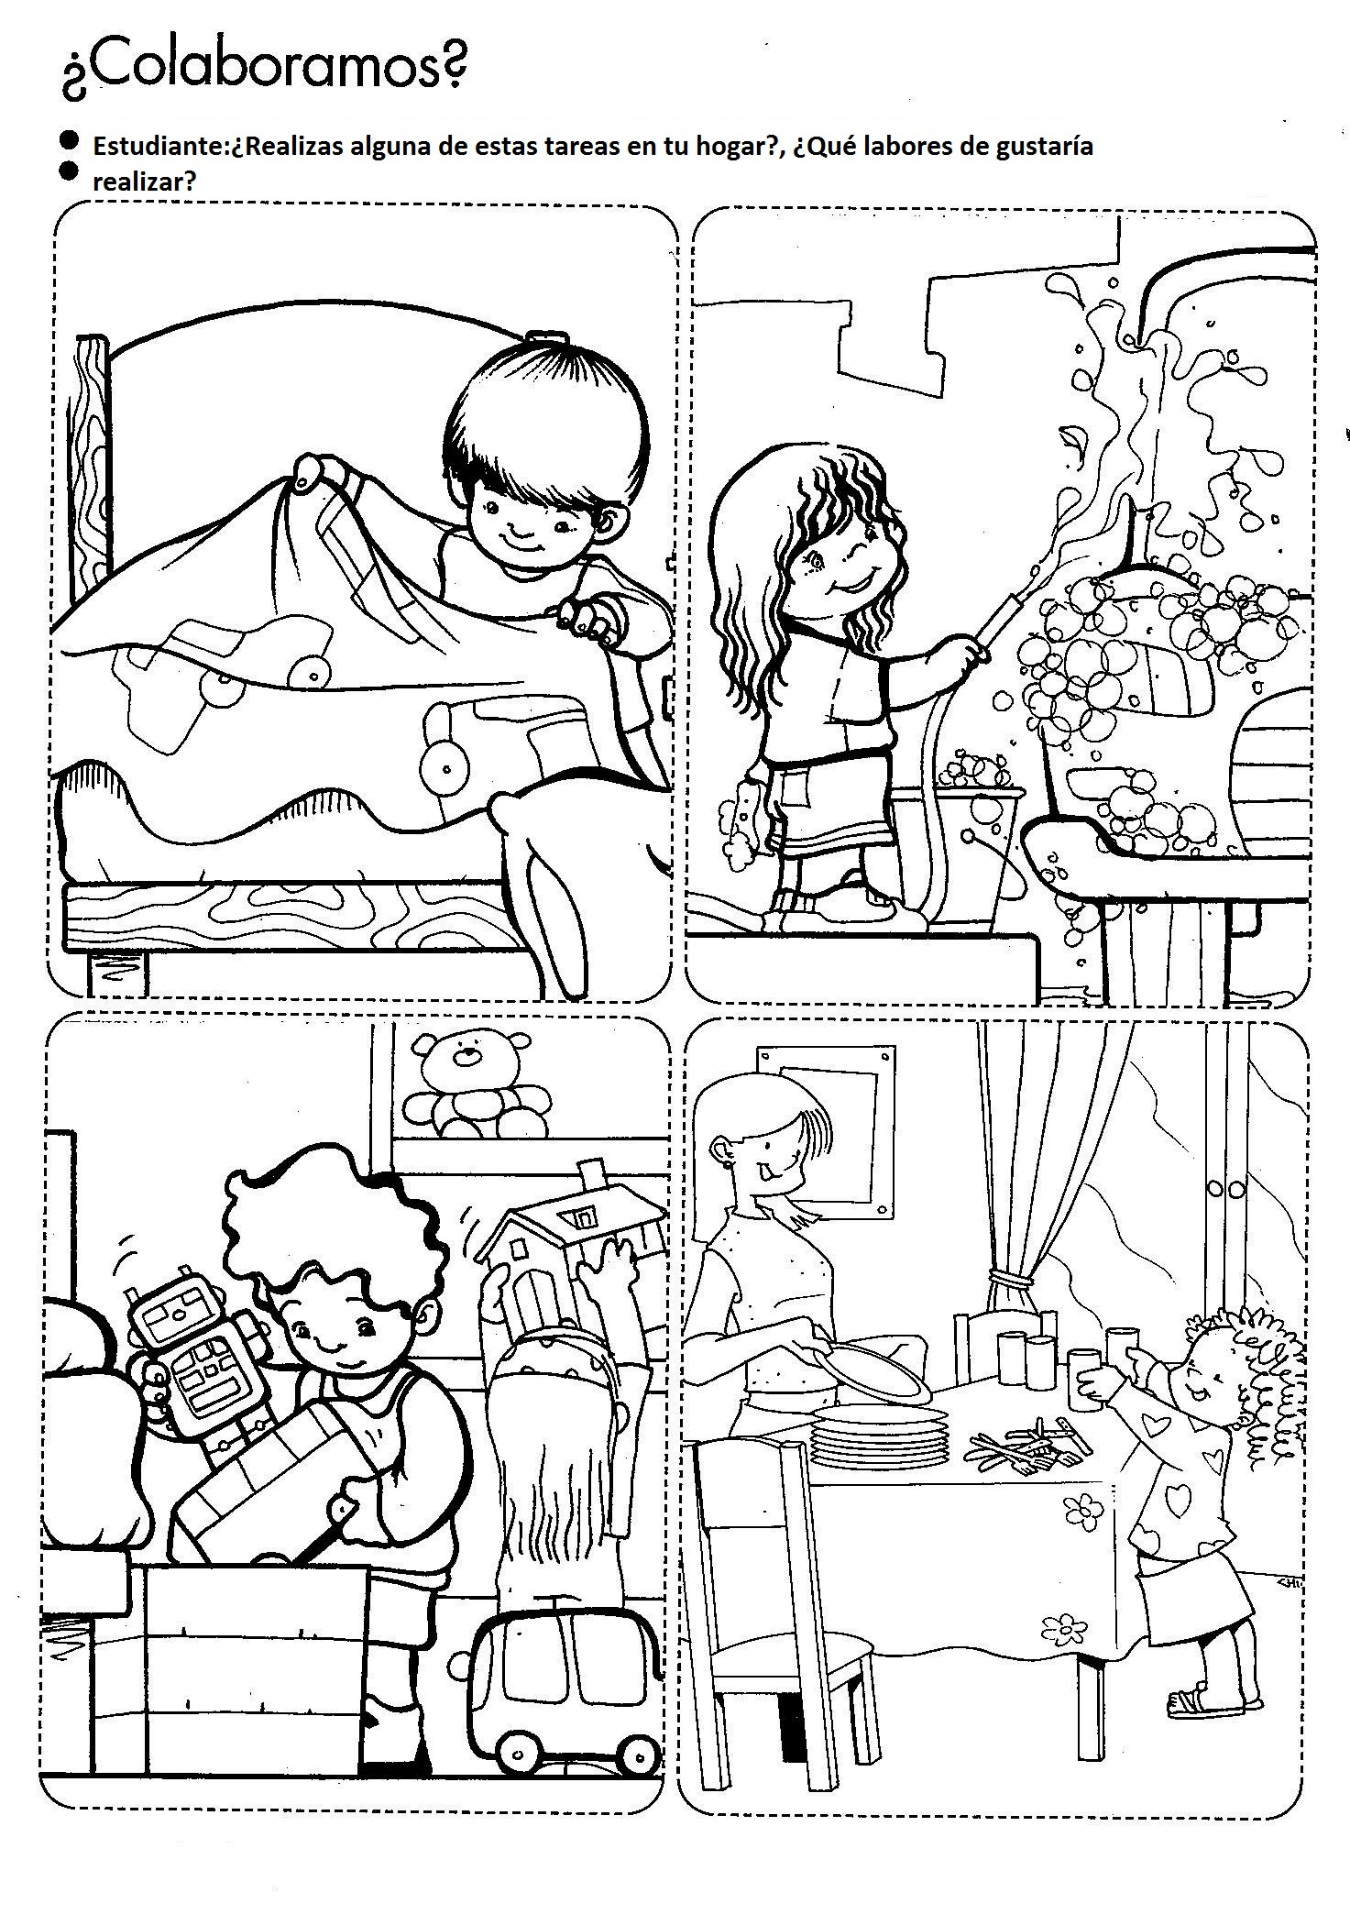 ¿Colaboramos?
Estudiante:¿Realizas alguna de estas tareas en tu hogar?, ¿Qué labores de gustaría
realizar?